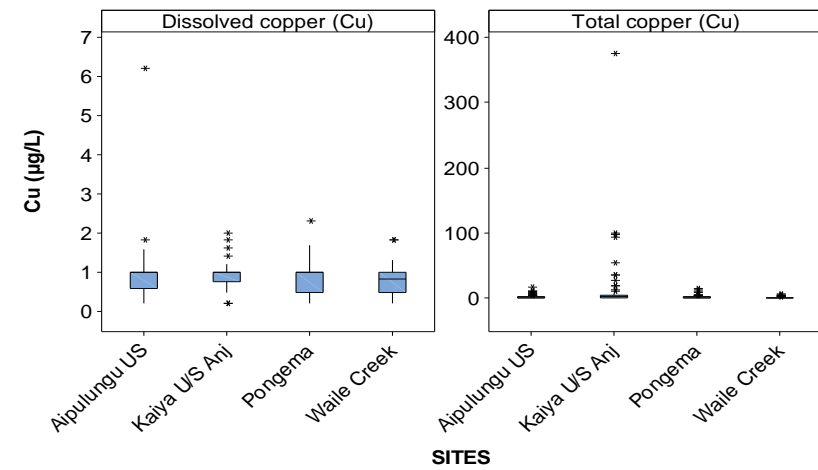 Dissolved copper (Cu)
Total copper (Cu)
Cu (µg/L)
7
6
5
4
3
2
1
0
400
300
200
100
0
Aipulungu US
Kaiya U/S Anj
Pongema
Waile Creek
Aipulungu US
Kaiya U/S Anj
Pongema
Waile Creek
SITES